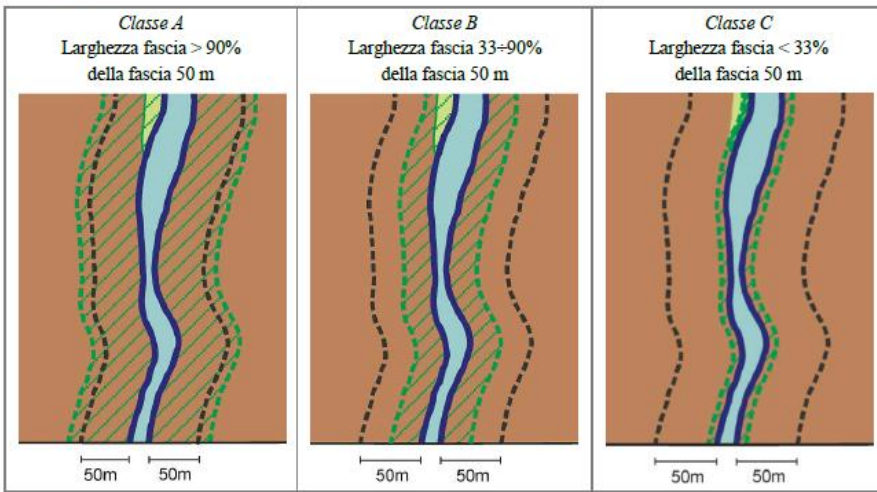 Classe A
Larghezza fascia > 90%
della fascia 50 m
Classe B
Larghezza fascia 33÷90%
della fascia 50 m
Classe C
Larghezza fascia < 33%
della fascia 50 m
50m 50m
50m 50m
50m 50m